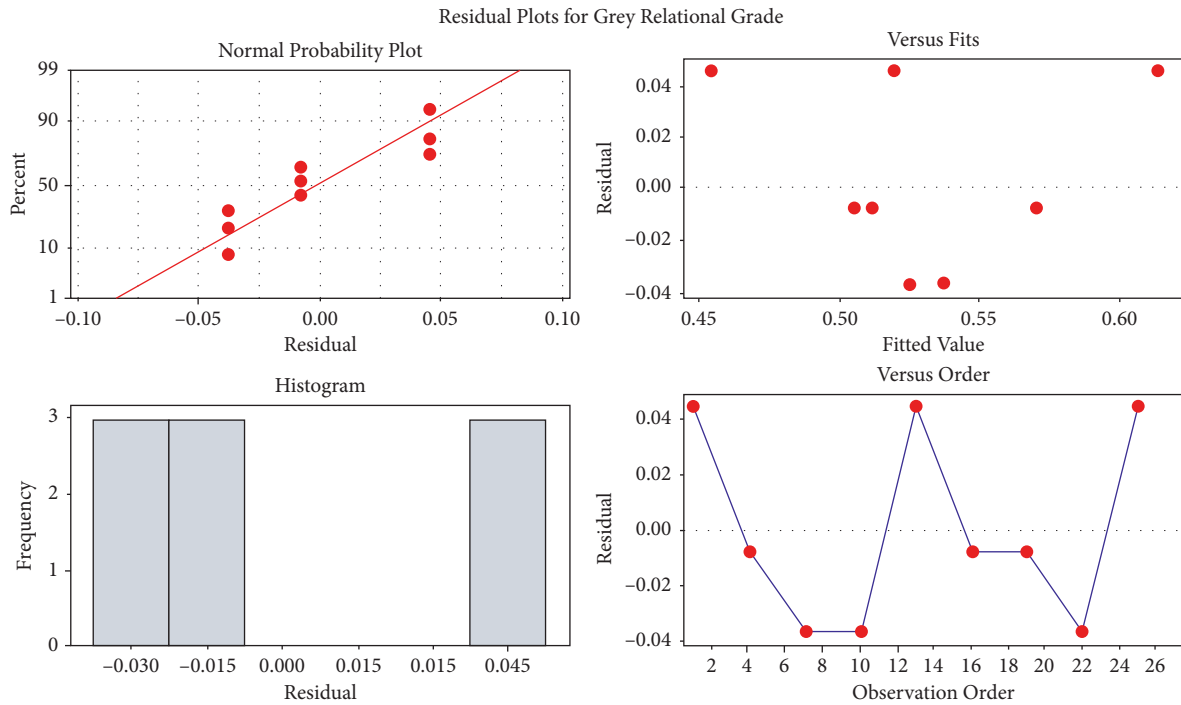 Residual Plots for Grey Relational Grade
Normal Probability Plot
99
90
50
10
1
Percent
−0.10 −0.05 0.00 0.05 0.10
Residual
Versus Fits
0.04
0.02
0.00
−0.02
−0.04
Residual
0.45 0.50 0.55 0.60
Fitted Value
Histogram
3
2
1
0
Frequency
−0.030 −0.015 0.000 0.015 0.015 0.045
Residual
Versus Order
0.04
0.02
0.00
−0.02
−0.04
Residual
2 4 6 8 10 12 14 16 18 20 22 24 26
Observation Order